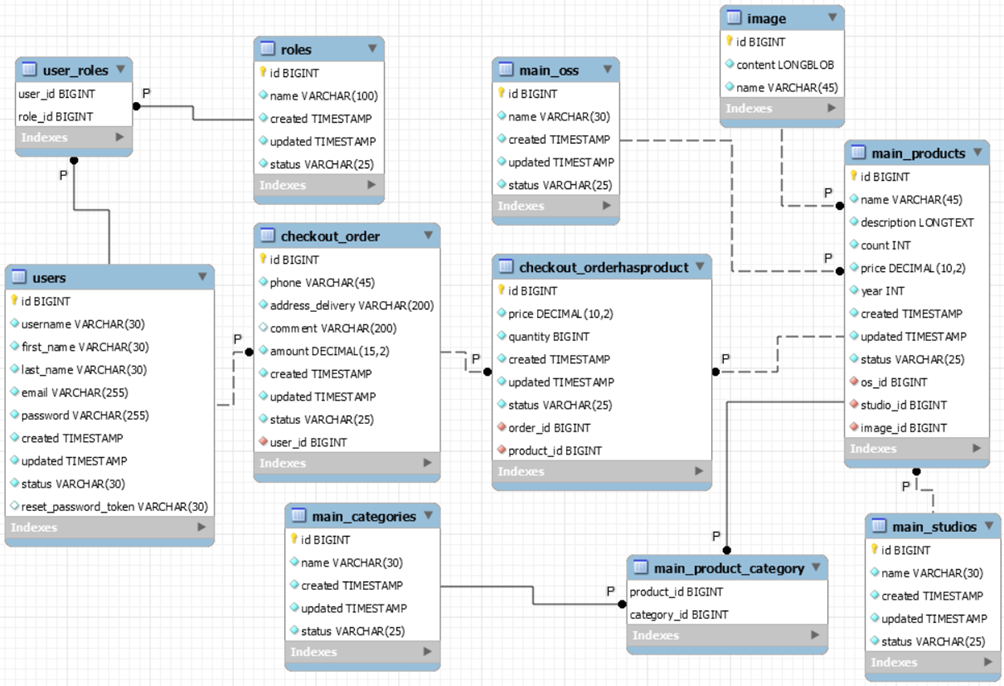 user_roles
user_id BIGINT
role_id BIGINT
Indexes
P
P
roles
id BIGINT
name VARCHAR(100)
created TIMESTAMP
updated TIMESTAMP
status VARCHAR(25)
Indexes
main_oss
id BIGINT
name VARCHAR(30)
created TIMESTAMP
updated TIMESTAMP
status VARCHAR(25)
Indexes
image
id BIGINT
content LONGBLOB
name VARCHAR(45)
Indexes
P
P
main_products
id BIGINT
name VARCHAR(45)
description LONGTEXT
count INT
price DECIMAL(10,2)
year INT
created TIMESTAMP
updated TIMESTAMP
status VARCHAR(25)
os_id BIGINT
studio_id BIGINT
image_id BIGINT
Indexes
users
id BIGINT
username VARCHAR(30)
first_name VARCHAR(30)
last_name VARCHAR(30)
email VARCHAR(255)
password VARCHAR(255)
created TIMESTAMP
updated TIMESTAMP
status VARCHAR(30)
reset_password_token VARCHAR(30)
Indexes
P
checkout_order
id BIGINT
phone VARCHAR(45)
address_delivery VARCHAR(200)
comment VARCHAR(200)
amount DECIMAL(15,2)
created TIMESTAMP
updated TIMESTAMP
status VARCHAR(25)
user_id BIGINT
Indexes
P
checkout_orderhasproduct
id BIGINT
price DECIMAL(10,2)
quantity BIGINT
created TIMESTAMP
updated TIMESTAMP
status VARCHAR(25)
order_id BIGINT
product_id BIGINT
Indexes
P
main_categories
id BIGINT
name VARCHAR(30)
created TIMESTAMP
updated TIMESTAMP
status VARCHAR(25)
Indexes
P
P
main_product_category
product_id BIGINT
category_id BIGINT
Indexes
P
main_studios
id BIGINT
name VARCHAR(30)
created TIMESTAMP
updated TIMESTAMP
status VARCHAR(25)
Indexes